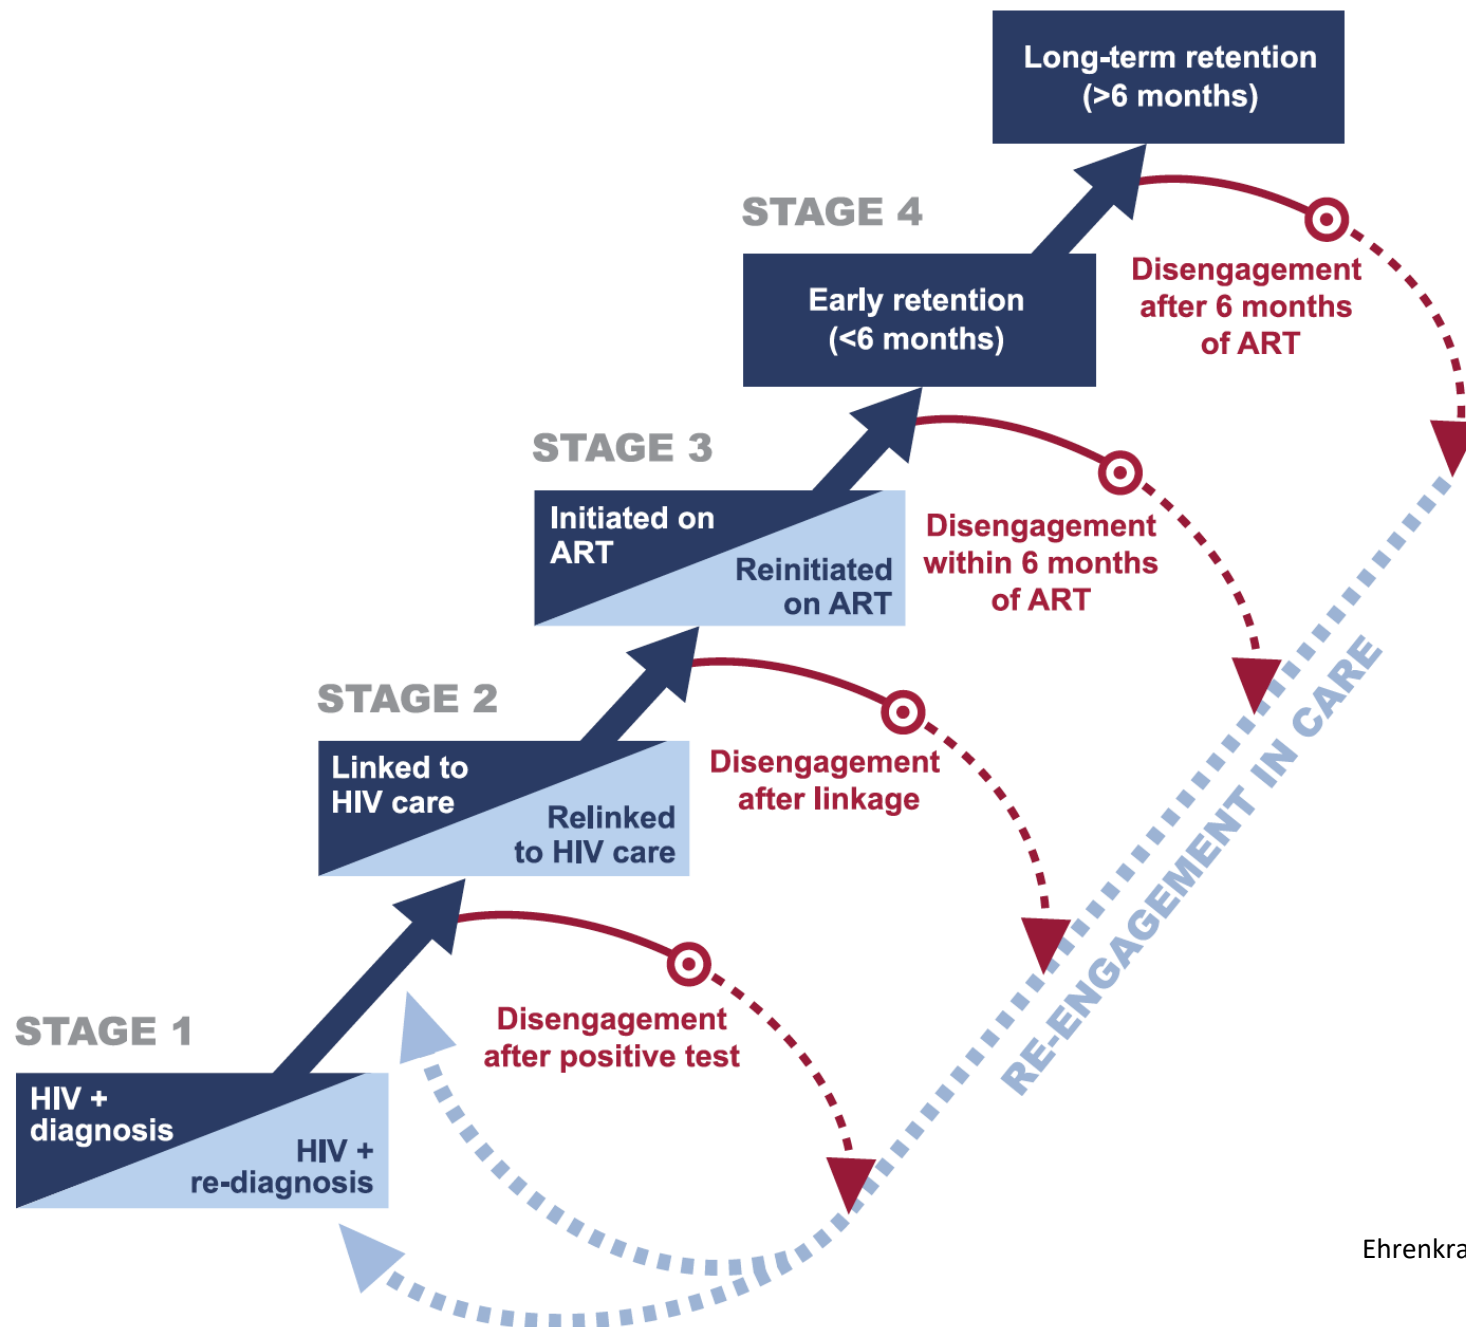 Long-term retention
(>6 months)
STAGE 4
Early retention
(<6 months)
Disengagement
after 6 months
of ART
STAGE 3
Initiated on
ART
Reinitiated
on ART
Disengagement
within 6 months
of ART
STAGE 2
Linked to
HIV care
Relinked
to HIV care
Disengagement
after linkage
RE-ENGAGEMENT IN CARE
STAGE 1
HIV +
diagnosis
HIV +
re-diagnosis
Disengagement
after positive test
Ehrenkra